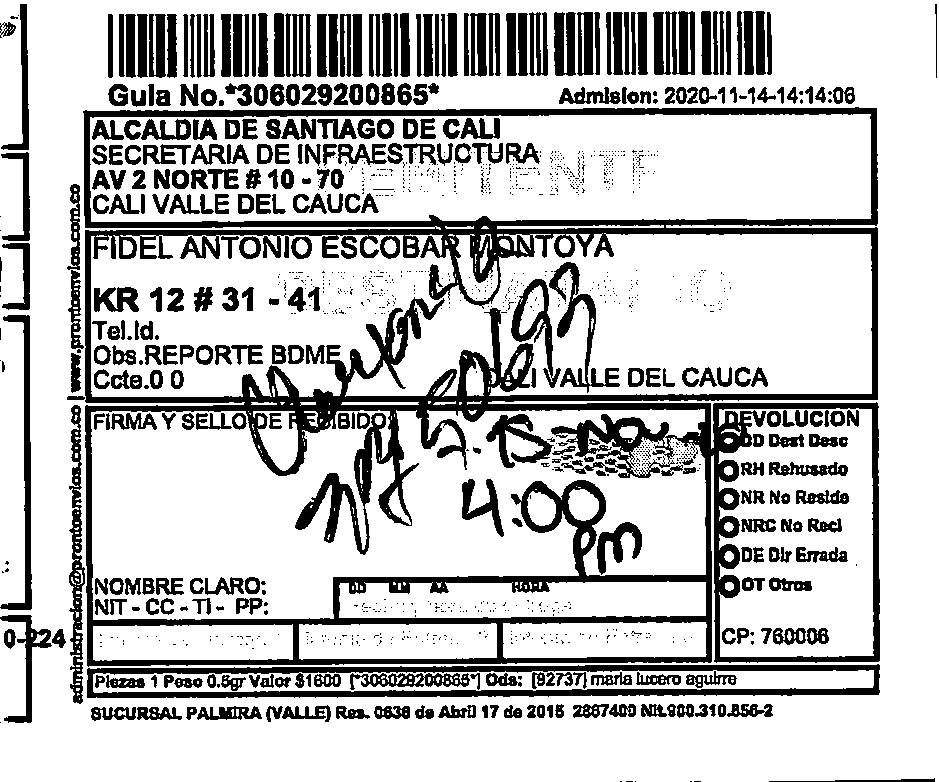 Guia No.*306029200865*
Admision: 2020-11-14-14:14:06
ALCALDIA DE SANTIAGO DE CALI
SECRETARIA DE INFRAESTRUCTURA
AV 2 NORTE # 10 - 70
CALI VALLE DEL CAUCA
FIDEL ANTONIO ESCOBAR MONTOYA
KR 12 # 31 - 41
Tel.Id.
Obs.REPORTE BDME
Ccte.0 0
CALI VALLE DEL CAUCA
www.prontoenvios.com.co
administracion@prontoenvios.com.co
FIRMA Y SELLO DE RECIBIDO:
15-Nov
4:00
pm
NOMBRE CLARO:
NIT - CC - TI - PP:
DD MM AA HORA
DEVOLUCION
DD Dest Desc
RH Rehusado
NR No Reside
NRC No Recl
DE Dir Errada
OT Otros
CP: 760006
0-224
Piezas 1 Peso 0.5gr Valor $1600 [*306029200865*] Ods: [92737] maria lucero aguirre
SUCURSAL PALMIRA (VALLE) Res. 0636 de Abril 17 de 2015 2867400 Nit.900.310.856-2